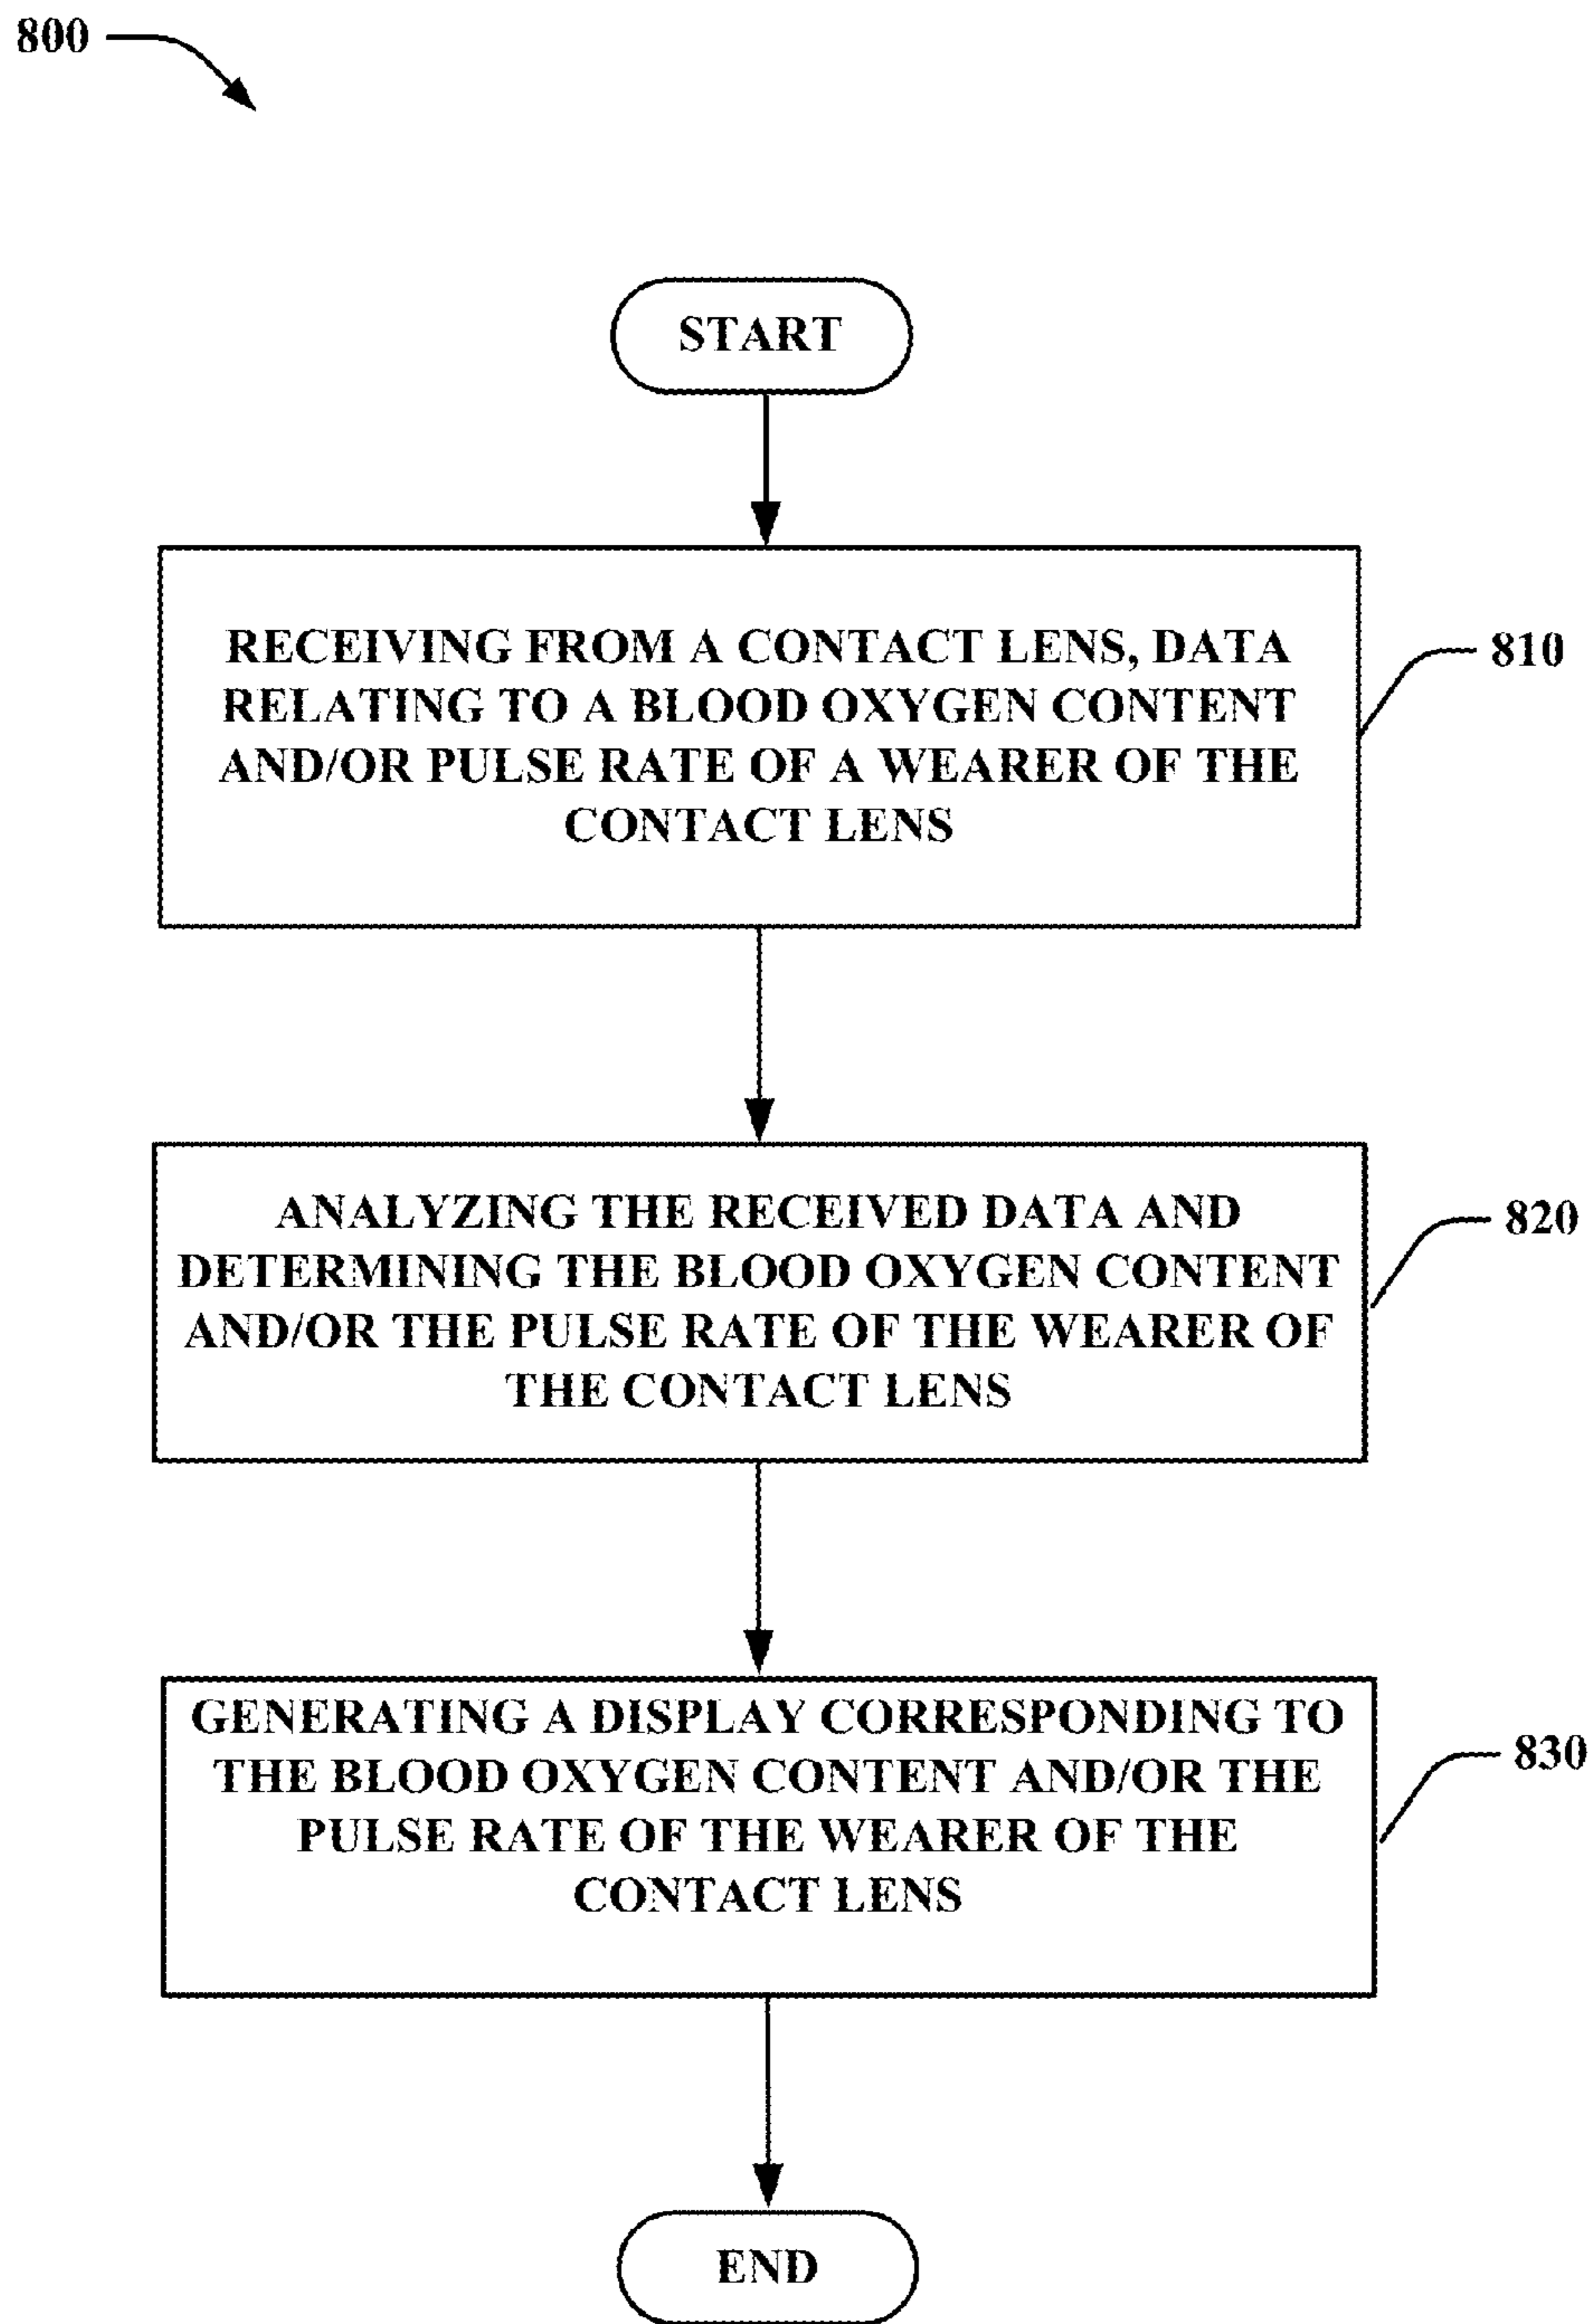 800
START
RECEIVING FROM A CONTACT LENS, DATA
RELATING TO A BLOOD OXYGEN CONTENT
AND/OR PULSE RATE OF A WEARER OF THE
CONTACT LENS
810
ANALYZING THE RECEIVED DATA AND
DETERMINING THE BLOOD OXYGEN CONTENT
AND/OR THE PULSE RATE OF THE WEARER OF
THE CONTACT LENS
820
GENERATING A DISPLAY CORRESPONDING TO
THE BLOOD OXYGEN CONTENT AND/OR THE
PULSE RATE OF THE WEARER OF THE
CONTACT LENS
830
END